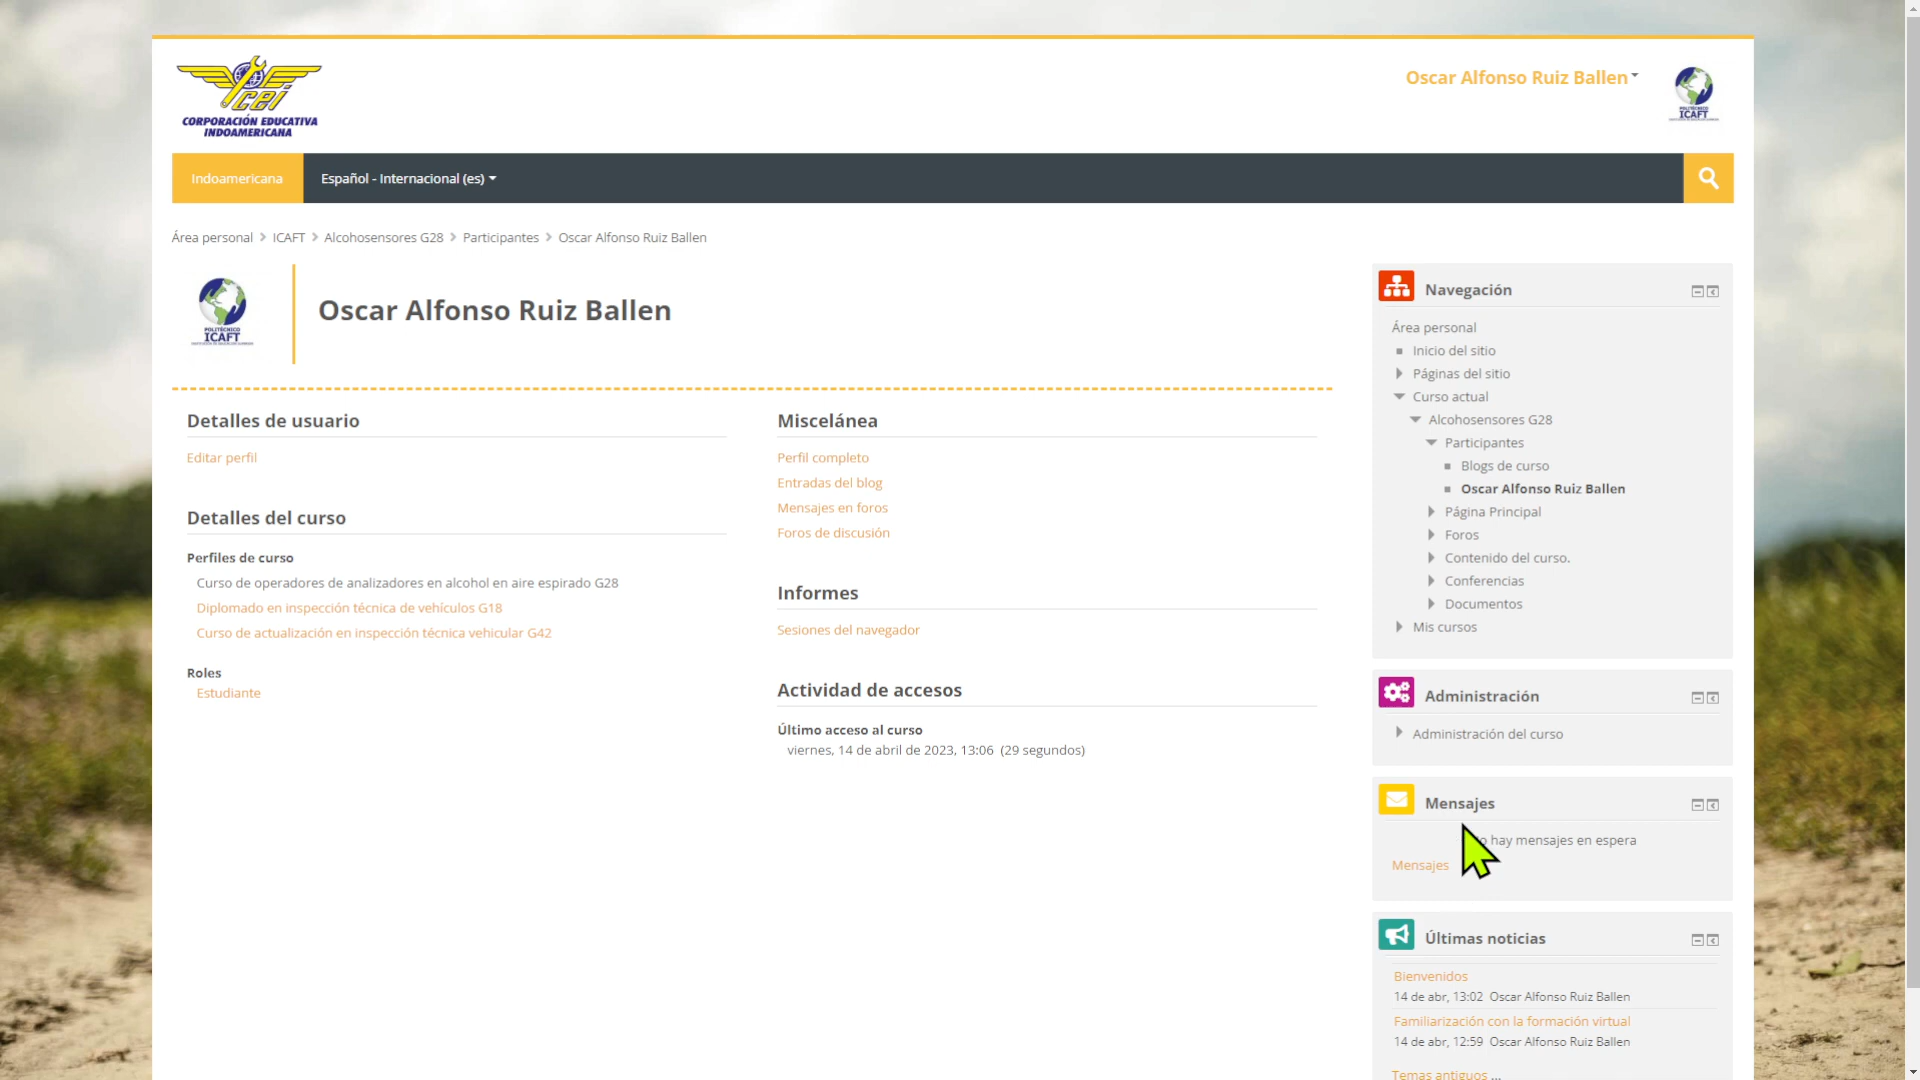 cei
CORPORACIÓN EDUCATIVA
INDOAMERICANA
Oscar Alfonso Ruiz Ballen
POLITÉCNICO
ICAFT
Indoamericana
Español - Internacional (es)
Área personal
ICAFT
Alcohosensores G28
Participantes
Oscar Alfonso Ruiz Ballen
POLITÉCNICO
ICAFT
Oscar Alfonso Ruiz Ballen
Detalles de usuario
Editar perfil
Detalles del curso
Perfiles de curso
Curso de operadores de analizadores en alcohol en aire espirado G28
Diplomado en inspección técnica de vehículos G18
Curso de actualización en inspección técnica vehicular G42
Roles
Estudiante
Miscelánea
Perfil completo
Entradas del blog
Mensajes en foros
Foros de discusión
Informes
Sesiones del navegador
Actividad de accesos
Último acceso al curso
viernes, 14 de abril de 2023, 13:06 (29 segundos)
Navegación
Área personal
Inicio del sitio
Páginas del sitio
Curso actual
Alcohosensores G28
Participantes
Blogs de curso
Oscar Alfonso Ruiz Ballen
Página Principal
Foros
Contenido del curso.
Conferencias
Documentos
Mis cursos
Administración
Administración del curso
Mensajes
hay mensajes en espera
Mensajes
Últimas noticias
Bienvenidos
14 de abr, 13:02 Oscar Alfonso Ruiz Ballen
Familiarización con la formación virtual
14 de abr, 12:59 Oscar Alfonso Ruiz Ballen
Temas antiguos ...